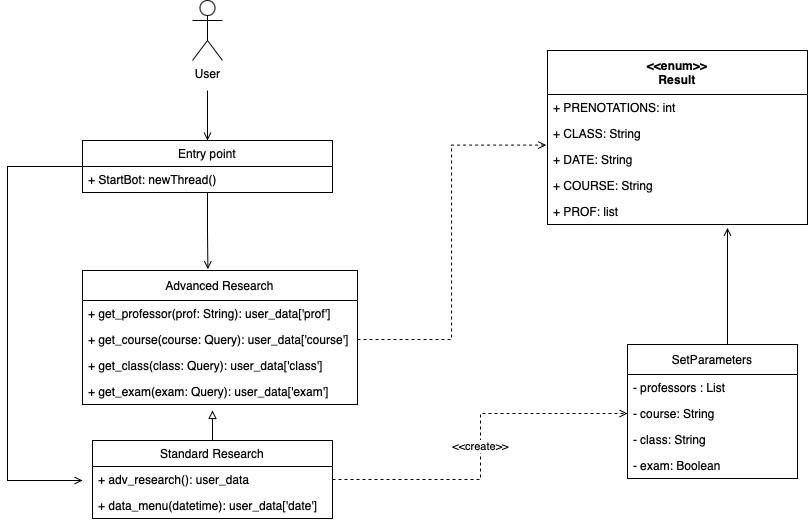 User
Entry point
+ StartBot: newThread()
Advanced Research
+ get_professor(prof: String): user_data['prof']
+ get_course(course: Query): user_data['course']
+ get_class(class: Query): user_data['class']
+ get_exam(exam: Query): user_data['exam']
Standard Research
+ adv_research(): user_data
+ data_menu(datetime): user_data['date']
<<create>>
<<enum>>
Result
+ PRENOTATIONS: int
+ CLASS: String
+ DATE: String
+ COURSE: String
+ PROF: list
SetParameters
- professors : List
- course: String
- class: String
- exam: Boolean